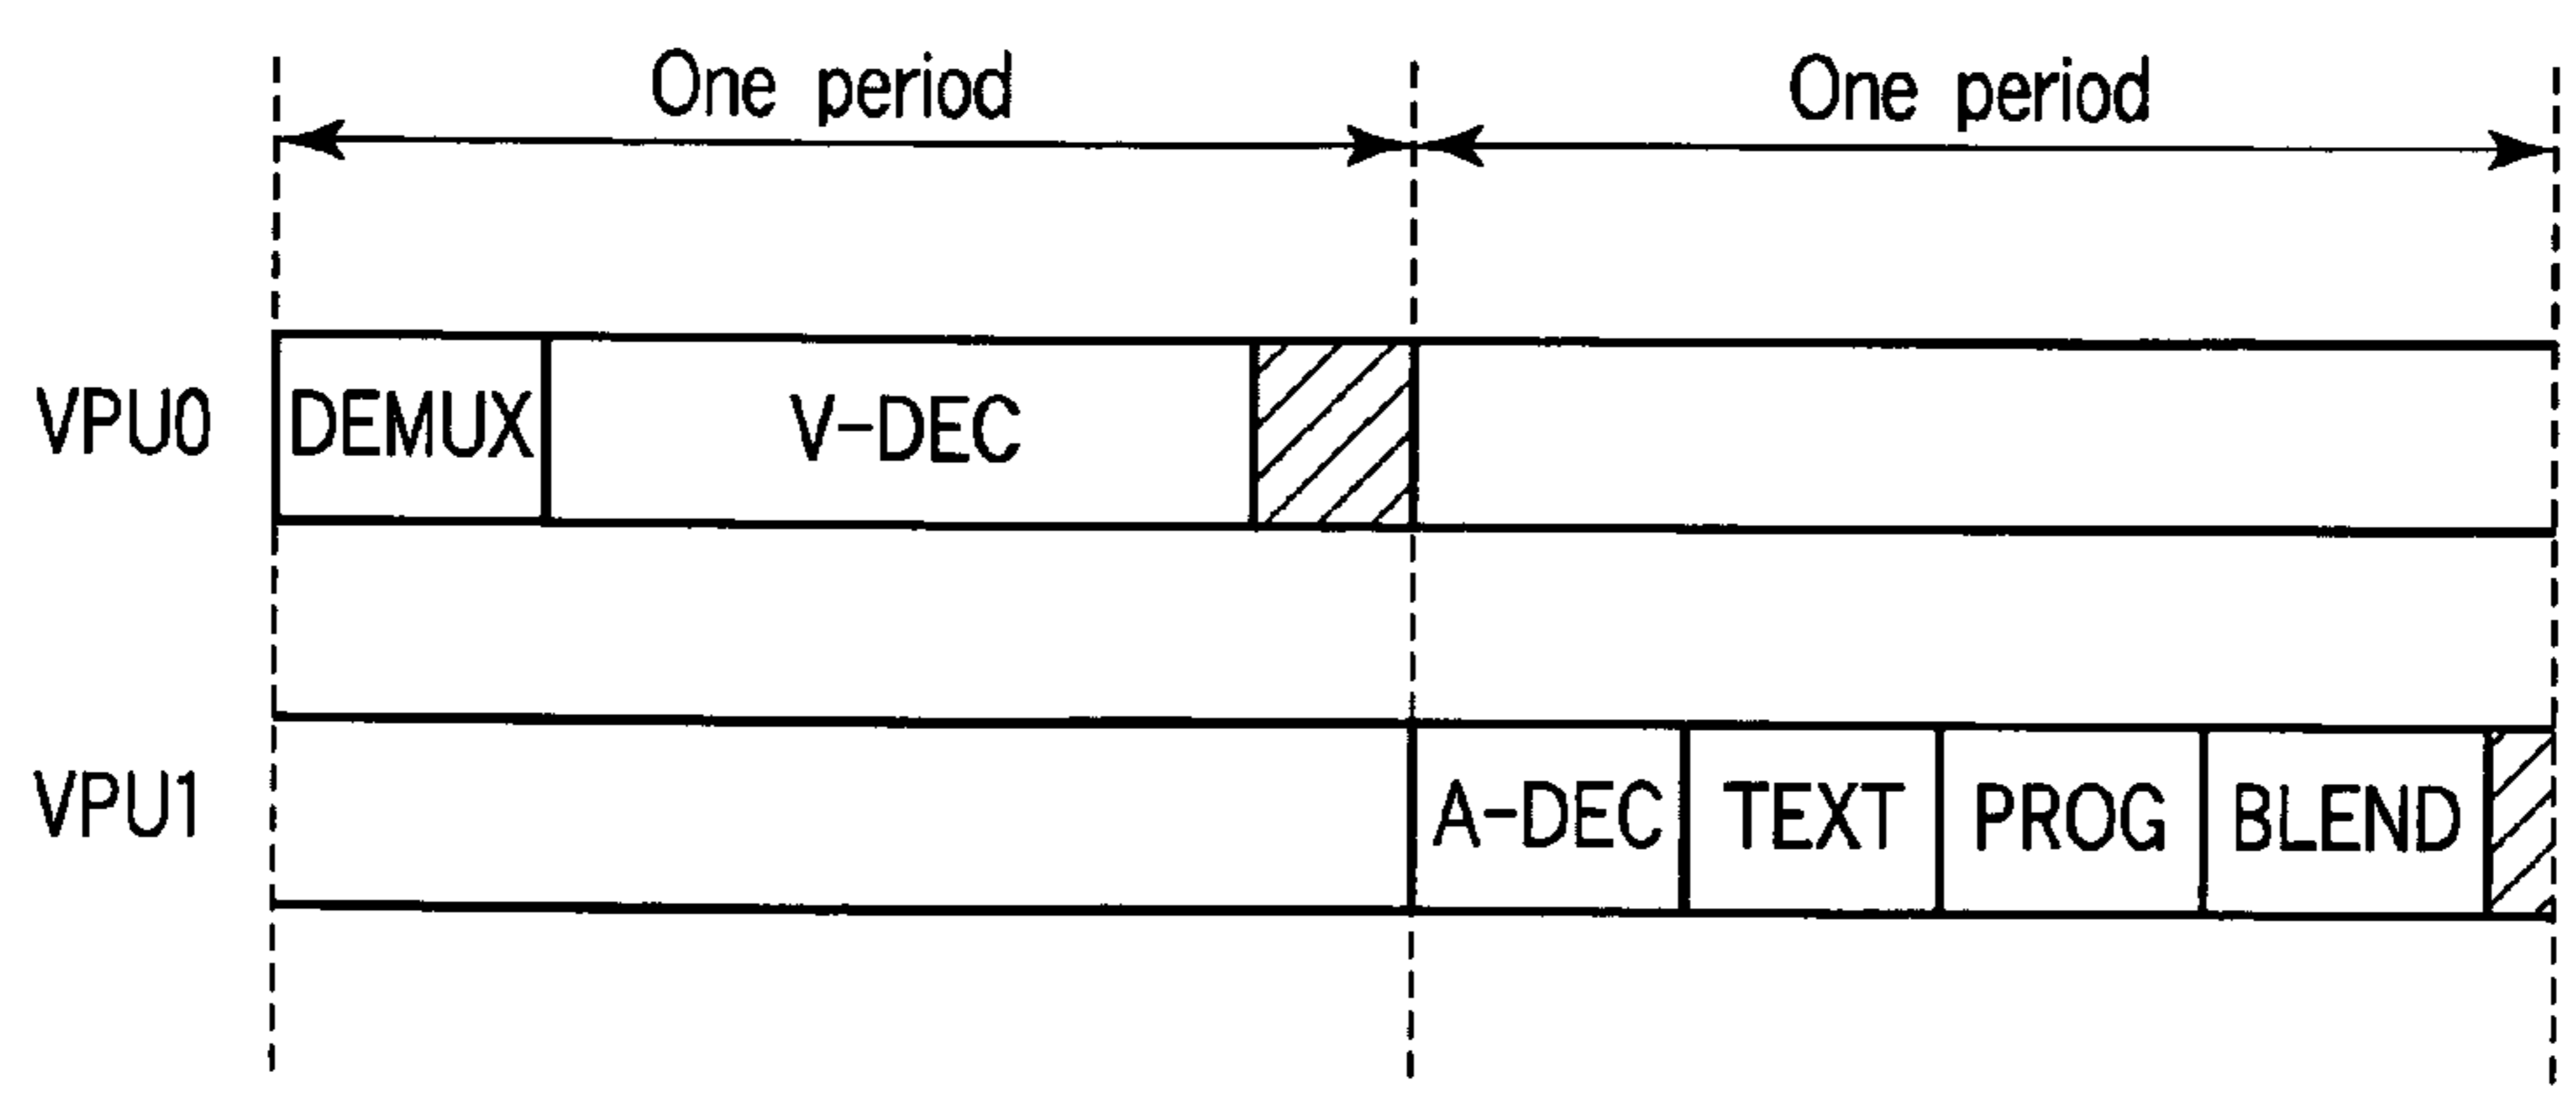 One period One period
VPU0 DEMUX V-DEC
VPU1 A-DEC TEXT PROG BLEND